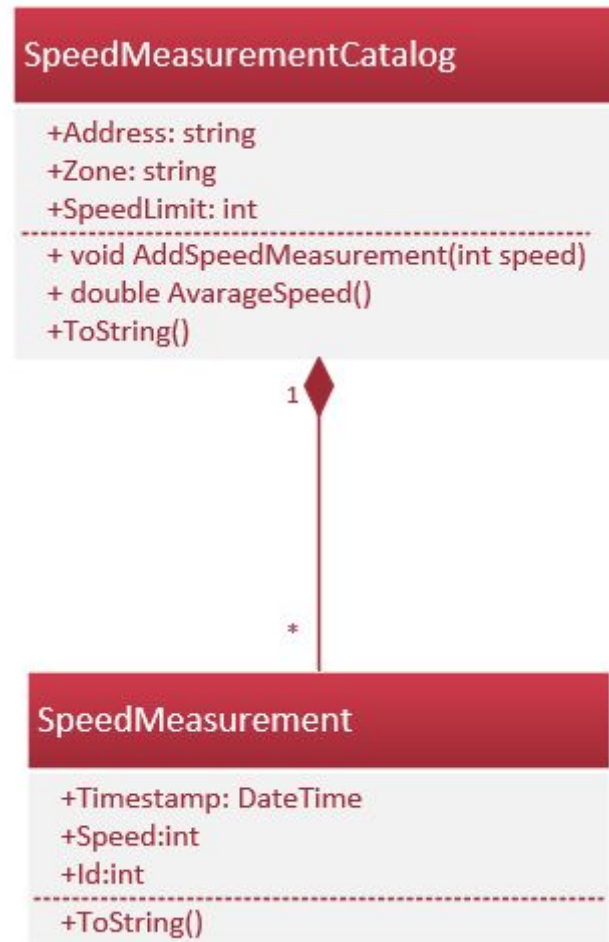 SpeedMeasurementCatalog
+Address: string
+Zone: string
+SpeedLimit: int
+ void AddSpeedMeasurement(int speed)
+ double AvarageSpeed()
+ToString()
1
*
SpeedMeasurement
+Timestamp: DateTime
+Speed:int
+Id:int
+ToString()